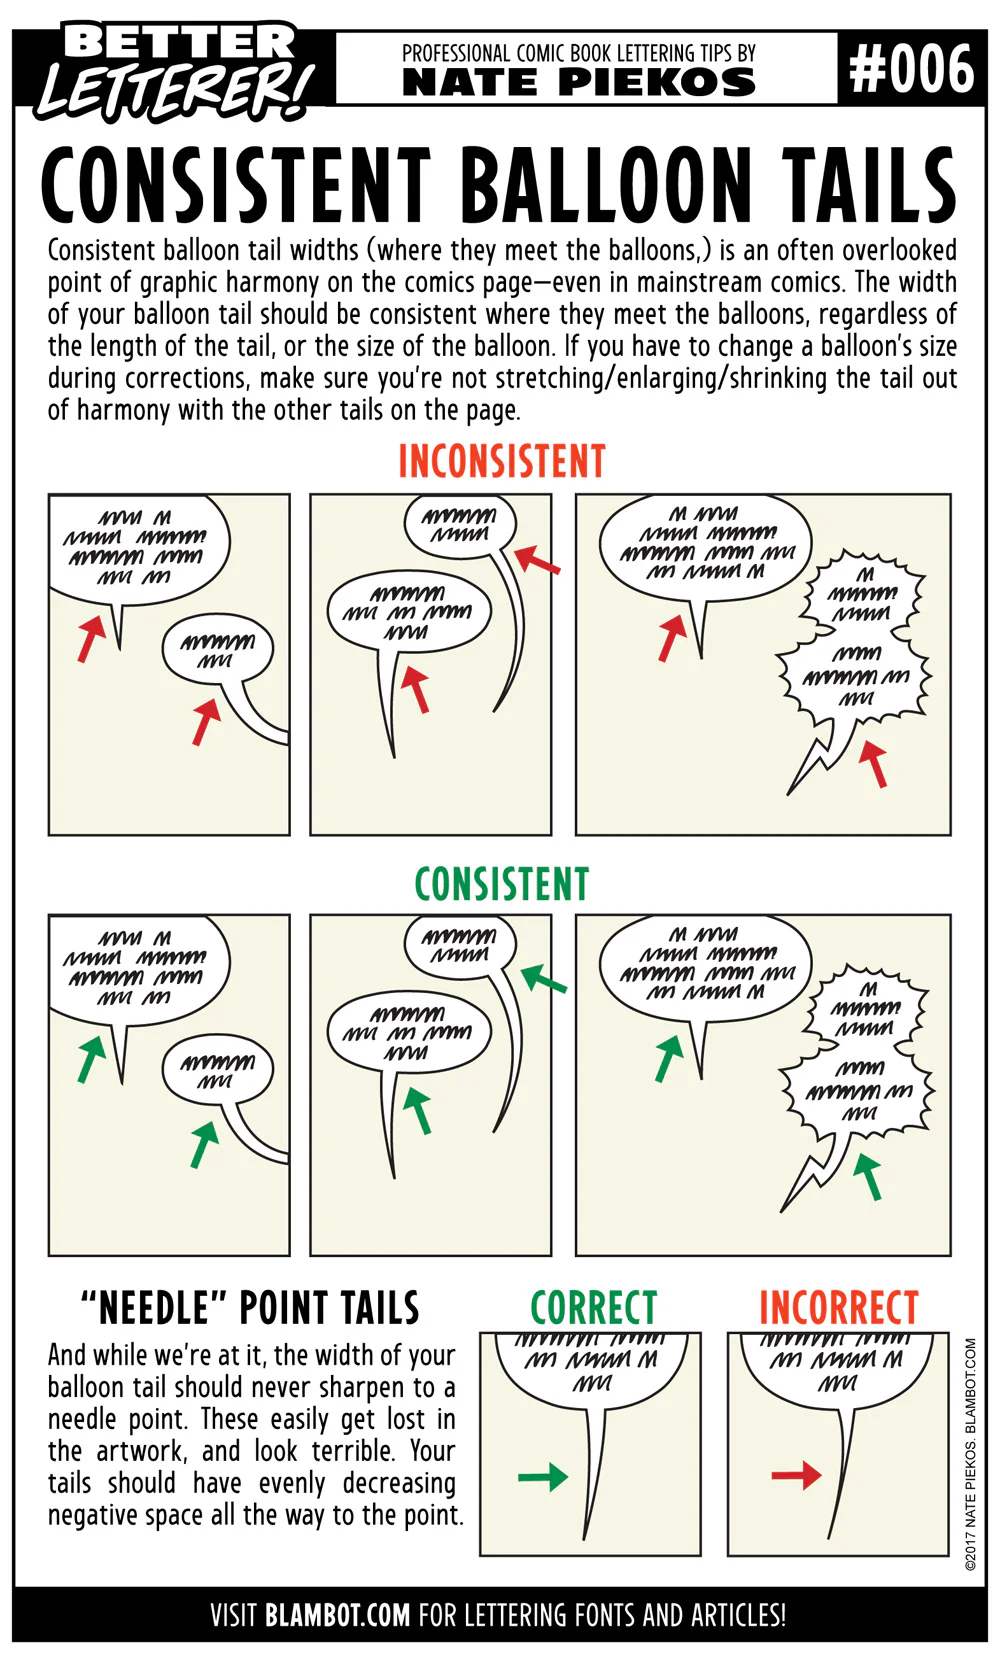 BETTER
LETTERER!
PROFESSIONAL COMIC BOOK LETTERING TIPS BY
NATE PIEKOS
#006
CONSISTENT BALLOON TAILS
Consistent balloon tail widths (where they meet the balloons,) is an often overlooked
point of graphic harmony on the comics page—even in mainstream comics. The width
of your balloon tail should be consistent where they meet the balloons, regardless of
the length of the tail, or the size of the balloon. If you have to change a balloon's size
during corrections, make sure you're not stretching/enlarging/shrinking the tail out
of harmony with the other tails on the page.
INCONSISTENT
CONSISTENT
“NEEDLE” POINT TAILS
And while we're at it, the width of your
balloon tail should never sharpen to a
needle point. These easily get lost in
the artwork, and look terrible. Your
tails should have evenly decreasing
negative space all the way to the point.
CORRECT
INCORRECT
©2017 NATE PIEKOS. BLAMBOT.COM
VISIT BLAMBOT.COM FOR LETTERING FONTS AND ARTICLES!